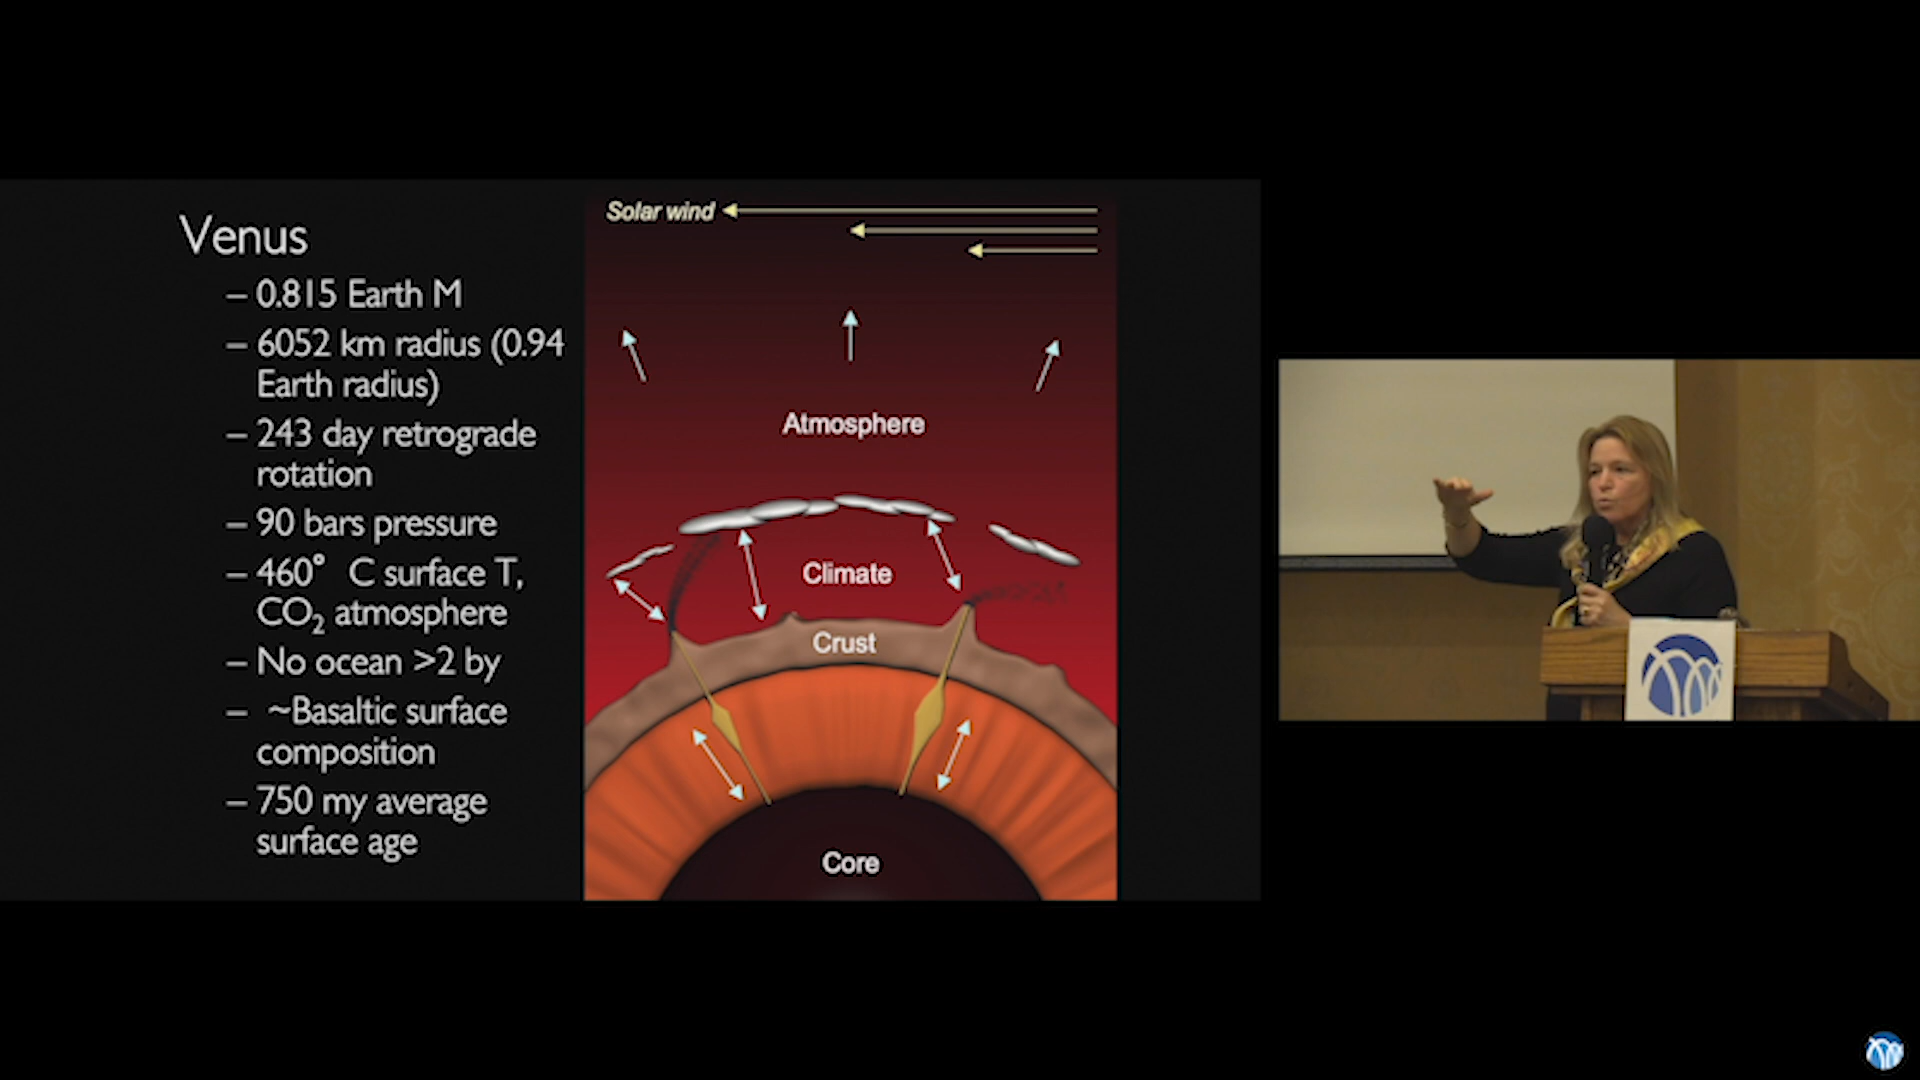 Venus
– 0.815 Earth M
– 6052 km radius (0.94
Earth radius)
– 243 day retrograde
rotation
– 90 bars pressure
– 460° C surface T,
CO₂ atmosphere
– No ocean >2 by
– ~Basaltic surface
composition
– 750 my average
surface age
Solar wind
Atmosphere
Climate
Crust
Core